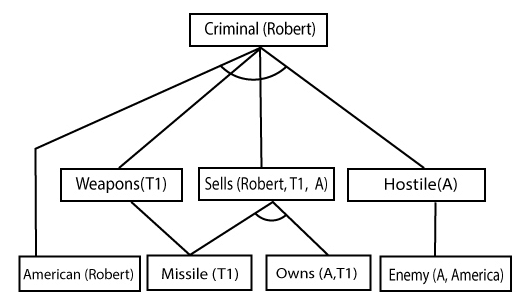 Criminal (Robert)
Weapons(T1)
Sells (Robert, T1, A)
Hostile(A)
American (Robert)
Missile (T1)
Owns (A,T1)
Enemy (A, America)